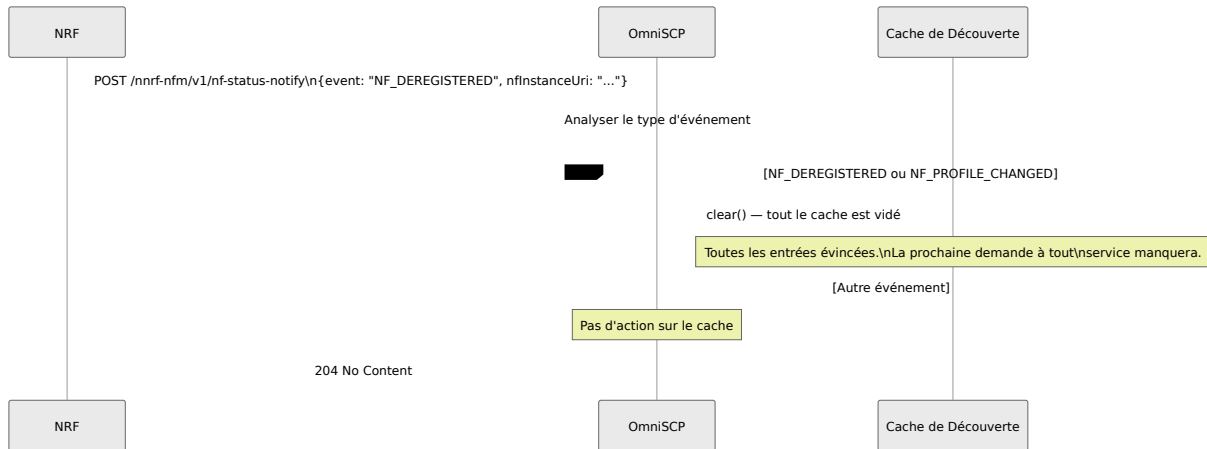 NRF OmniSCP Cache de Découverte
POST /nnrf-nfm/v1/nf-status-notify\n{event: "NF_DEREGISTERED", nfInstanceUri: "..."}
Analyser le type d'événement
[NF_DEREGISTERED ou NF_PROFILE_CHANGED]
clear() — tout le cache est vidé
Toutes les entrées évincées.\nLa prochaine demande à tout\nservice manquera.
[Autre événement]
Pas d'action sur le cache
204 No Content
NRF OmniSCP Cache de Découverte